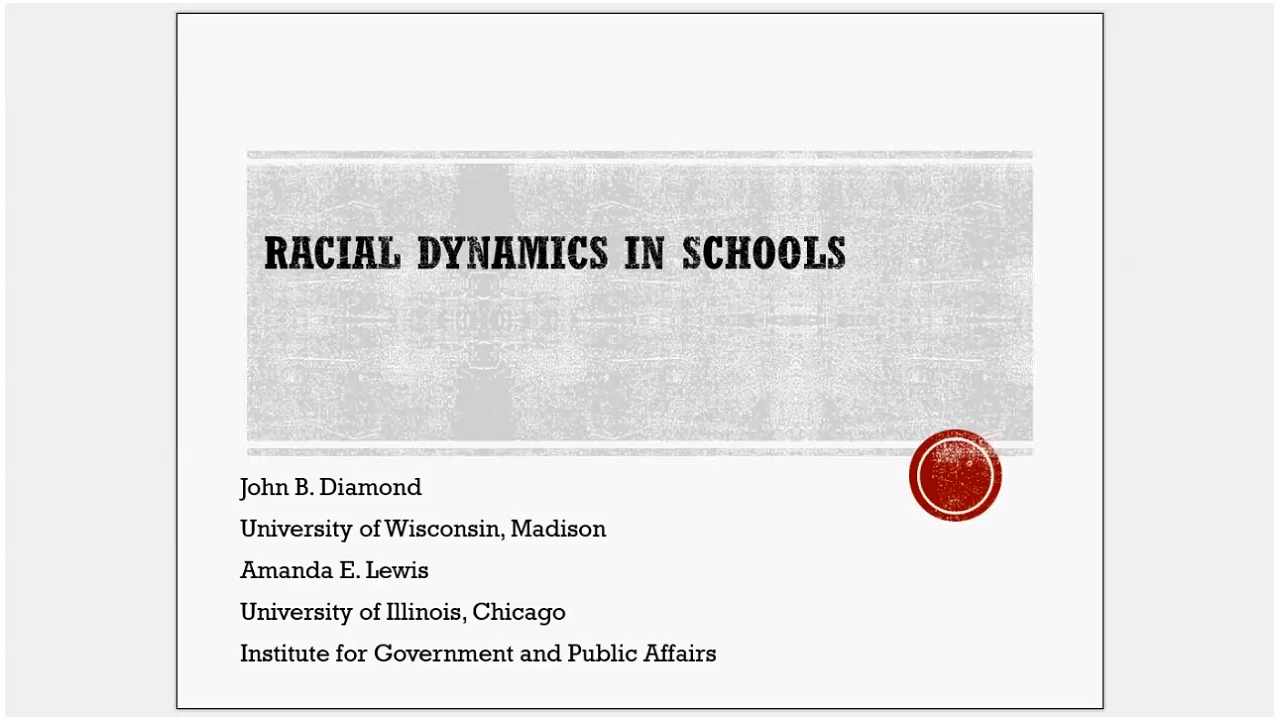 RACIAL DYNAMICS IN SCHOOLS
John B. Diamond
University of Wisconsin, Madison
Amanda E. Lewis
University of Illinois, Chicago
Institute for Government and Public Affairs